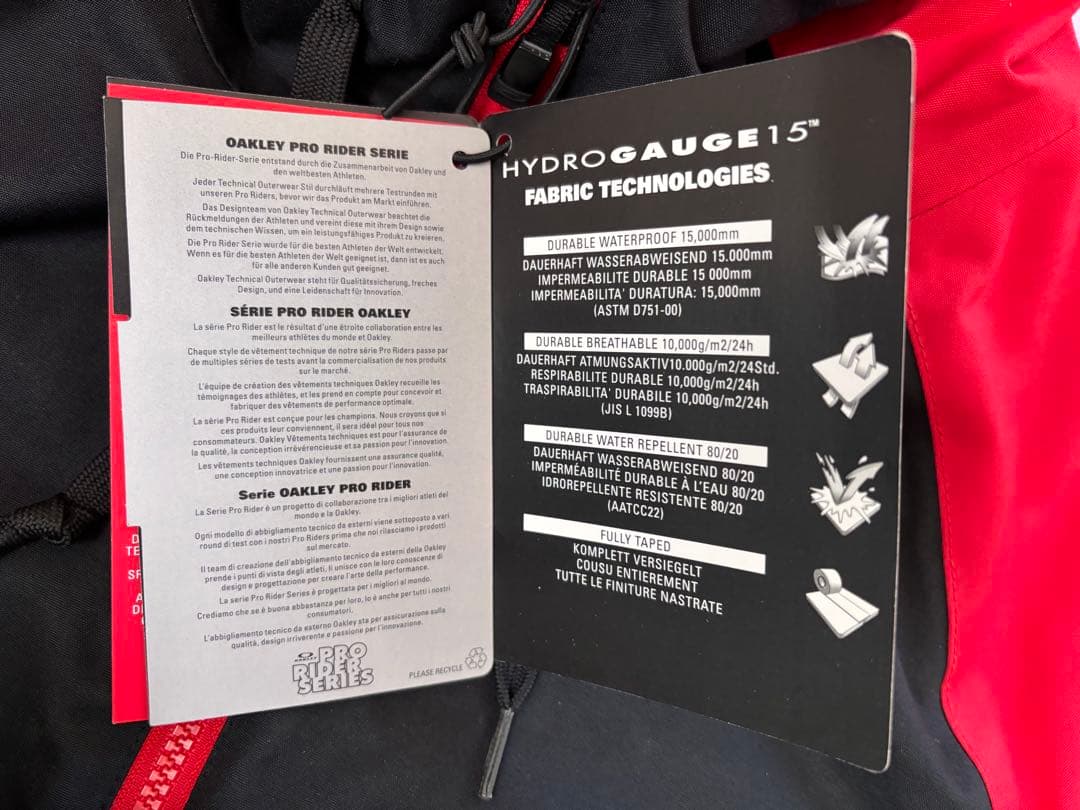 OAKLEY PRO RIDER SERIE
Die Pro-Rider-Serie entstand durch die Zusammenarbeit von Oakley und
den weltbesten Athleten.
Jeder Technical Outerwear Stil durchläuft mehrere Testrunden mit
unseren Pro Riders, bevor wir das Produkt am Markt einführen.
Das Designteam von Oakley Technical Outerwear beachtet die
Rückmeldungen der Athleten und vereint diese mit ihrem Design sowie
dem technischen Wissen, um ein leistungsfähiges Produkt zu kreieren.
Die Pro Rider Serie wurde für die besten Athleten der Welt entwickelt.
Wenn es für die besten Athleten der Welt geeignet ist, dann ist es auch
für alle anderen Kunden gut geeignet.
Oakley Technical Outerwear steht für Qualitätssicherung, freches
Design, und eine Leidenschaft für Innovation.
SÉRIE PRO RIDER OAKLEY
La série Pro Rider est le résultat d'une étroite collaboration entre les
meilleurs athlètes du monde et Oakley.
Chaque style de vêtement technique de notre série Pro Riders passe par
de multiples séries de tests avant la commercialisation de nos produits
sur le marché.
L'équipe de création des vêtements techniques Oakley recueille les
témoignages des athlètes, et les prend en compte pour concevoir et
fabriquer des vêtements de performance optimale.
La série Pro Rider est conçue pour les champions. Nous croyons que si
ces produits leur conviennent, il sera idéal pour tous nos
consommateurs. Oakley Vêtements techniques est pour l'assurance de
la qualité, la conception irrévérencieuse et sa passion pour l'innovation.
Les vêtements techniques Oakley fournissent une assurance qualité,
une conception innovatrice et une passion pour l'innovation.
Serie OAKLEY PRO RIDER
La Serie Pro Rider è un progetto di collaborazione tra i migliori atleti del
mondo e la Oakley.
Ogni modello di abbigliamento tecnico da esterni viene sottoposto a vari
round di test con i nostri Pro Riders prima che noi rilasciamo i prodotti
sul mercato.
Il team di creazione dell'abbigliamento tecnico da esterni della Oakley
prende i punti di vista degli atleti, li unisce con le loro conoscenze di
design e progettazione per creare l'arte della performance.
La serie Pro Rider Series è progettata per i migliori al mondo.
Crediamo che se è buona abbastanza per loro, lo è anche per tutti i nostri
consumatori.
L'abbigliamento tecnico da esterno Oakley sta per assicurazione sulla
qualità, design irriverente e passione per l'innovazione.
OAKLEY
PRO
RIDER
SERIES
PLEASE RECYCLE
HYDROGAUGE15™
FABRIC TECHNOLOGIES
DURABLE WATERPROOF 15,000mm
DAUERHAFT WASSERABWEISEND 15.000mm
IMPERMEABILITE DURABLE 15 000mm
IMPERMEABILITA' DURATURA: 15,000mm
(ASTM D751-00)
DURABLE BREATHABLE 10,000g/m2/24h
DAUERHAFT ATMUNGSAKTIV10.000g/m2/24Std.
RESPIRABILITE DURABLE 10,000g/m2/24h
TRASPIRABILITA' DURABILE 10,000g/m2/24h
(JIS L 1099B)
DURABLE WATER REPELLENT 80/20
DAUERHAFT WASSERABWEISEND 80/20
IMPERMÉABILITÉ DURABLE À L'EAU 80/20
IDROREPELLENTE RESISTENTE 80/20
(AATCC22)
FULLY TAPED
KOMPLETT VERSIEGELT
COUSU ENTIEREMENT
TUTTE LE FINITURE NASTRATE